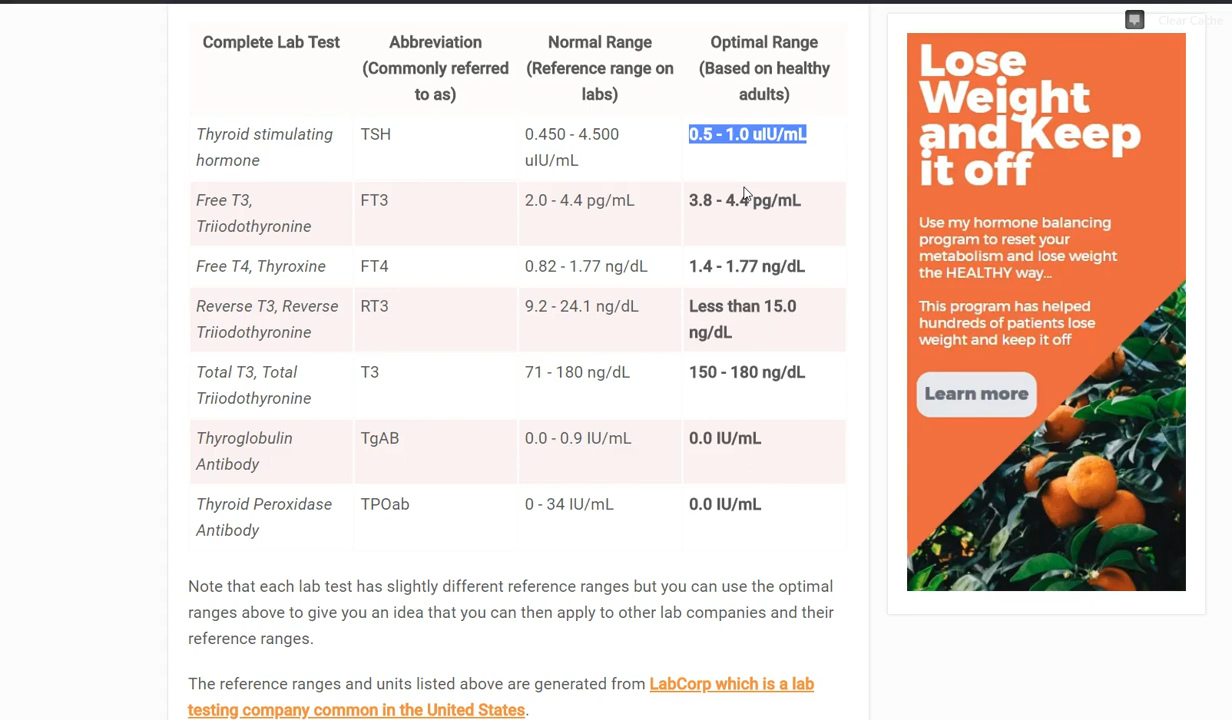 Clear Cache
Complete Lab Test
Abbreviation
(Commonly referred
to as)
Normal Range
(Reference range on
labs)
Optimal Range
(Based on healthy
adults)
Thyroid stimulating
hormone
TSH
0.450 - 4.500
uIU/mL
0.5 - 1.0 uIU/mL
Free T3,
Triiodothyronine
FT3
2.0 - 4.4 pg/mL
3.8 - 4.4 pg/mL
Free T4, Thyroxine
FT4
0.82 - 1.77 ng/dL
1.4 - 1.77 ng/dL
Reverse T3, Reverse
Triiodothyronine
RT3
9.2 - 24.1 ng/dL
Less than 15.0
ng/dL
Total T3, Total
Triiodothyronine
T3
71 - 180 ng/dL
150 - 180 ng/dL
Thyroglobulin
Antibody
TgAB
0.0 - 0.9 IU/mL
0.0 IU/mL
Thyroid Peroxidase
Antibody
TPOab
0 - 34 IU/mL
0.0 IU/mL
Note that each lab test has slightly different reference ranges but you can use the optimal
ranges above to give you an idea that you can then apply to other lab companies and their
reference ranges.
The reference ranges and units listed above are generated from LabCorp which is a lab
testing company common in the United States.
Lose
Weight
and Keep
it off
Use my hormone balancing
program to reset your
metabolism and lose weight
the HEALTHY way...
This program has helped
hundreds of patients lose
weight and keep it off
Learn more